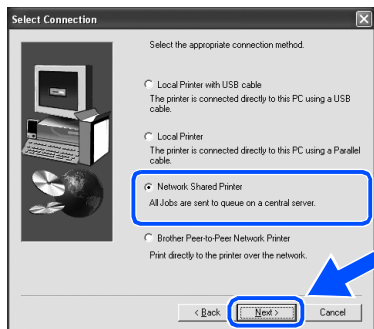 Select Connection
Select the appropriate connection method.
Local Printer with USB cable
The printer is connected directly to this PC using a USB
cable.
Local Printer
The printer is connected directly to this PC using a Parallel
cable.
Network Shared Printer
All Jobs are sent to queue on a central server.
Brother Peer-to-Peer Network Printer
Print directly to the printer over the network.
< Back Next > Cancel